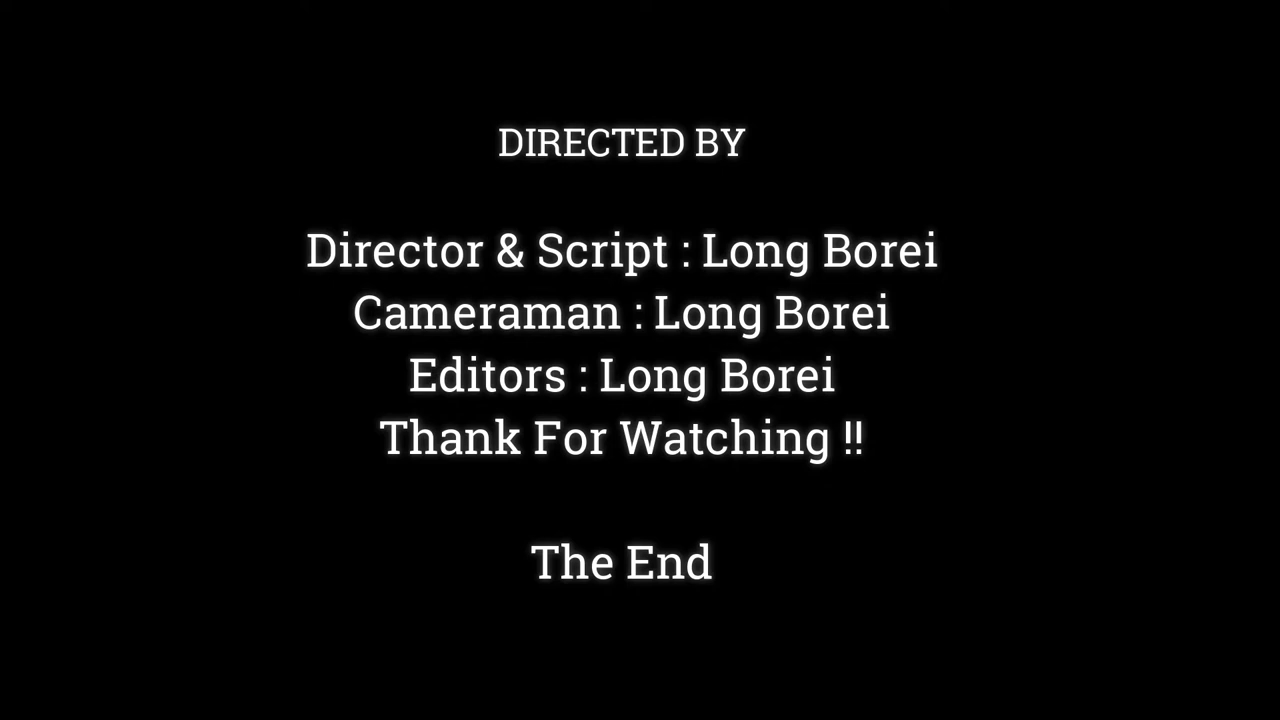 DIRECTED BY
Director & Script : Long Borei
Cameraman : Long Borei
Editors : Long Borei
Thank For Watching !!
The End